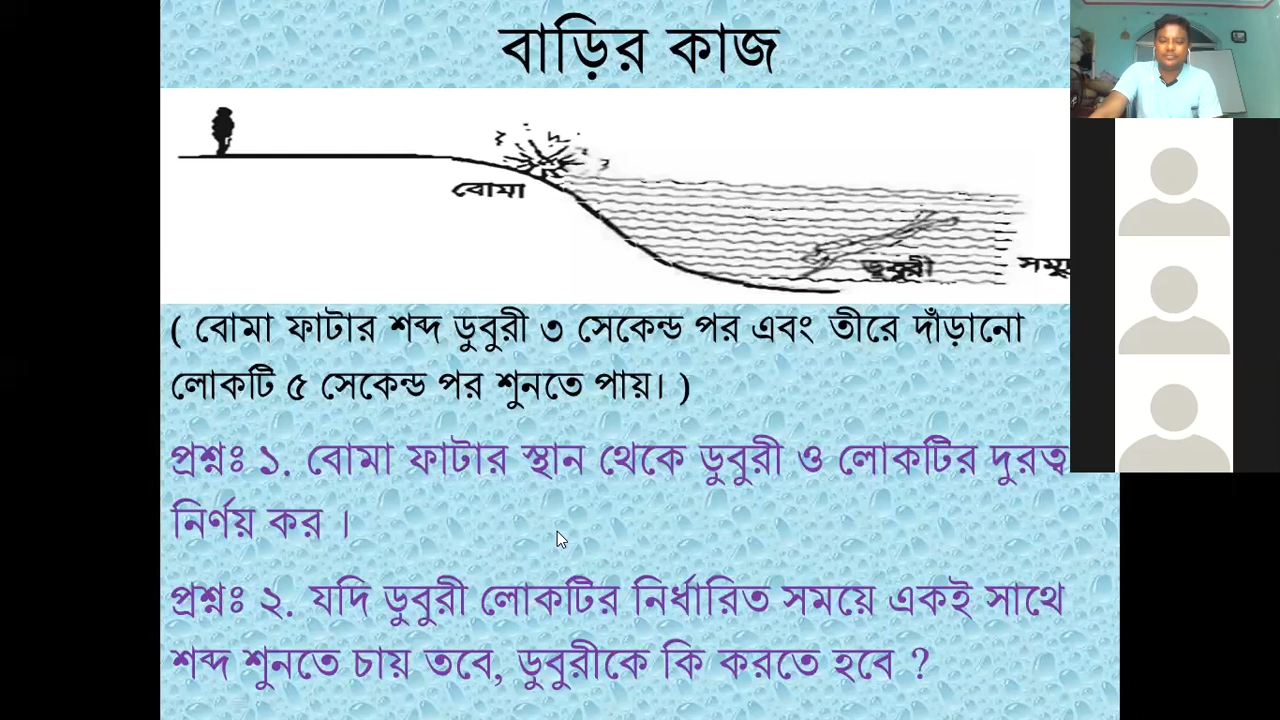 বাড়ির কাজ
বোমা
ডুবুরী
( বোমা ফাটার শব্দ ডুবুরী ৩ সেকেন্ড পর এবং তীরে দাঁড়ানো
লোকটি ৫ সেকেন্ড পর শুনতে পায়। )
প্রশ্নঃ ১. বোমা ফাটার স্থান থেকে ডুবুরী ও লোকটির দুরত্ব
নির্ণয় কর ।
প্রশ্নঃ ২. যদি ডুবুরী লোকটির নির্ধারিত সময়ে একই সাথে
শব্দ শুনতে চায় তবে, ডুবুরীকে কি করতে হবে ?